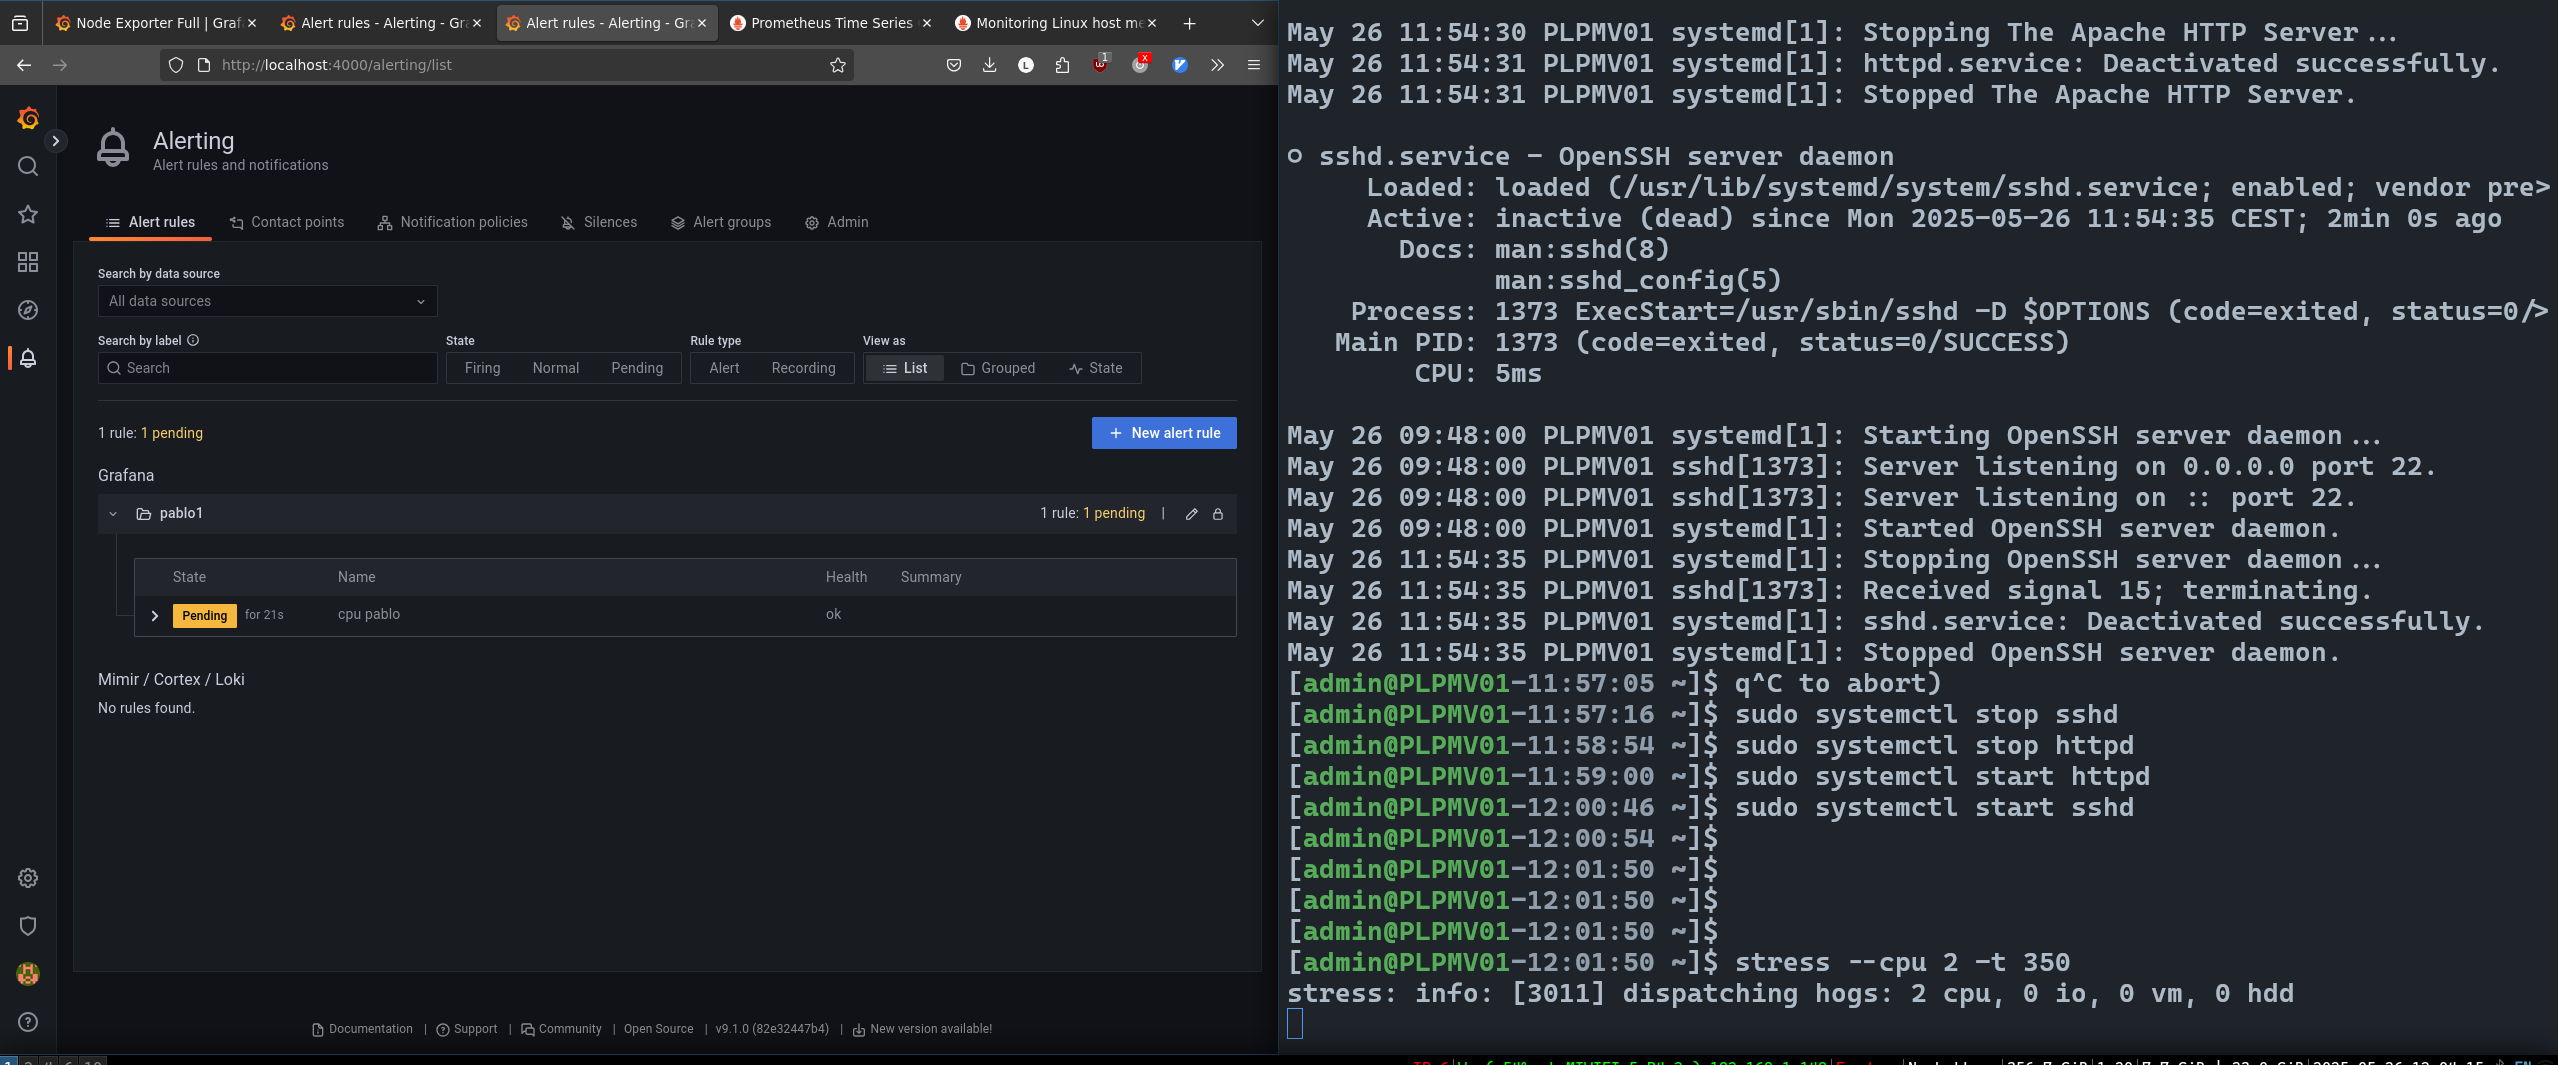 Node Exporter Full | Graf
Alert rules - Alerting - Gr
Alert rules - Alerting - Gr
Prometheus Time Series
Monitoring Linux host me
http://localhost:4000/alerting/list
Alerting
Alert rules and notifications
Alert rules Contact points Notification policies Silences Alert groups Admin
Search by data source
All data sources
Search by label State Rule type View as
Search Firing Normal Pending Alert Recording List Grouped State
1 rule: 1 pending
+ New alert rule
Grafana
pablo1 1 rule: 1 pending |
State Name Health Summary
Pending for 21s cpu pablo ok
Mimir / Cortex / Loki
No rules found.
Documentation | Support | Community | Open Source | v9.1.0 (82e32447b4) | New version available!
May 26 11:54:30 PLPMV01 systemd[1]: Stopping The Apache HTTP Server...
May 26 11:54:31 PLPMV01 systemd[1]: httpd.service: Deactivated successfully.
May 26 11:54:31 PLPMV01 systemd[1]: Stopped The Apache HTTP Server.
○ sshd.service - OpenSSH server daemon
Loaded: loaded (/usr/lib/systemd/system/sshd.service; enabled; vendor pre>
Active: inactive (dead) since Mon 2025-05-26 11:54:35 CEST; 2min 0s ago
Docs: man:sshd(8)
man:sshd_config(5)
Process: 1373 ExecStart=/usr/sbin/sshd -D $OPTIONS (code=exited, status=0/>
Main PID: 1373 (code=exited, status=0/SUCCESS)
CPU: 5ms
May 26 09:48:00 PLPMV01 systemd[1]: Starting OpenSSH server daemon...
May 26 09:48:00 PLPMV01 sshd[1373]: Server listening on 0.0.0.0 port 22.
May 26 09:48:00 PLPMV01 sshd[1373]: Server listening on :: port 22.
May 26 09:48:00 PLPMV01 systemd[1]: Started OpenSSH server daemon.
May 26 11:54:35 PLPMV01 systemd[1]: Stopping OpenSSH server daemon...
May 26 11:54:35 PLPMV01 sshd[1373]: Received signal 15; terminating.
May 26 11:54:35 PLPMV01 systemd[1]: sshd.service: Deactivated successfully.
May 26 11:54:35 PLPMV01 systemd[1]: Stopped OpenSSH server daemon.
[admin@PLPMV01-11:57:05 ~]$ q^C to abort)
[admin@PLPMV01-11:57:16 ~]$ sudo systemctl stop sshd
[admin@PLPMV01-11:58:54 ~]$ sudo systemctl stop httpd
[admin@PLPMV01-11:59:00 ~]$ sudo systemctl start httpd
[admin@PLPMV01-12:00:46 ~]$ sudo systemctl start sshd
[admin@PLPMV01-12:00:54 ~]$
[admin@PLPMV01-12:01:50 ~]$
[admin@PLPMV01-12:01:50 ~]$
[admin@PLPMV01-12:01:50 ~]$
[admin@PLPMV01-12:01:50 ~]$ stress --cpu 2 -t 350
stress: info: [3011] dispatching hogs: 2 cpu, 0 io, 0 vm, 0 hdd